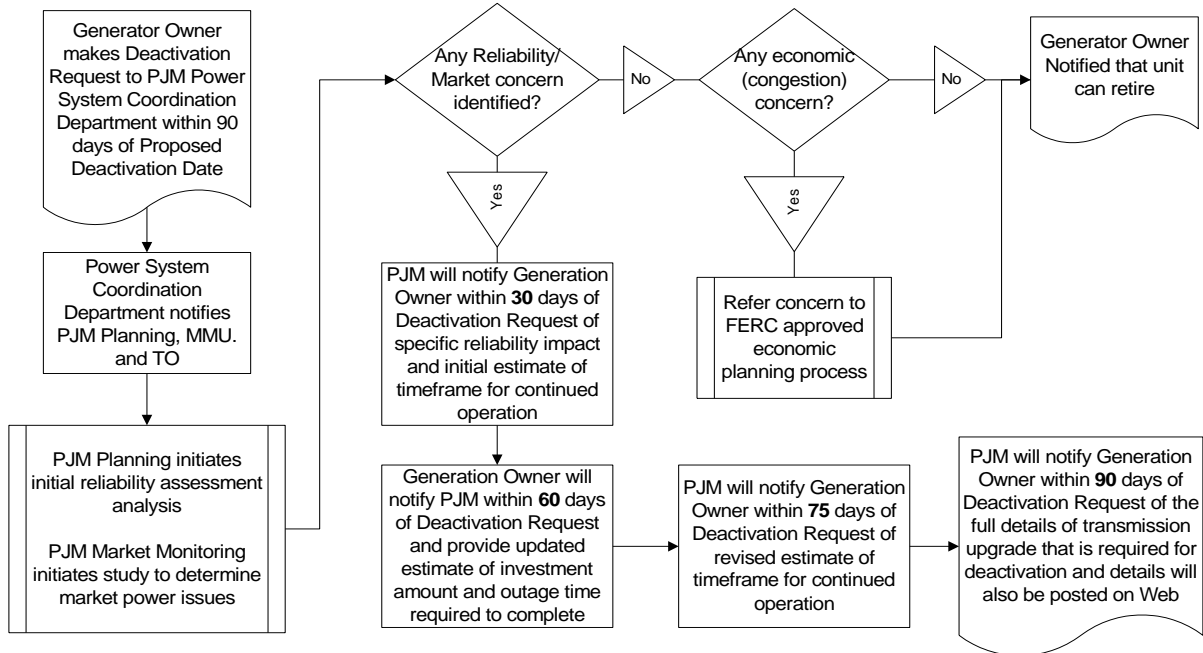 Generator Owner
makes Deactivation
Request to PJM Power
System Coordination
Department within 90
days of Proposed
Deactivation Date
Power System
Coordination
Department notifies
PJM Planning, MMU.
and TO
PJM Planning initiates
initial reliability assessment
analysis
PJM Market Monitoring
initiates study to determine
market power issues
Any Reliability/
Market concern
identified?
No
Any economic
(congestion)
concern?
No
Generator Owner
Notified that unit
can retire
Yes
Yes
PJM will notify Generation
Owner within 30 days of
Deactivation Request of
specific reliability impact
and initial estimate of
timeframe for continued
operation
Refer concern to
FERC approved
economic
planning process
Generation Owner will
notify PJM within 60 days
of Deactivation Request
and provide updated
estimate of investment
amount and outage time
required to complete
PJM will notify Generation
Owner within 75 days of
Deactivation Request of
revised estimate of
timeframe for continued
operation
PJM will notify Generation
Owner within 90 days of
Deactivation Request of the
full details of transmission
upgrade that is required for
deactivation and details will
also be posted on Web